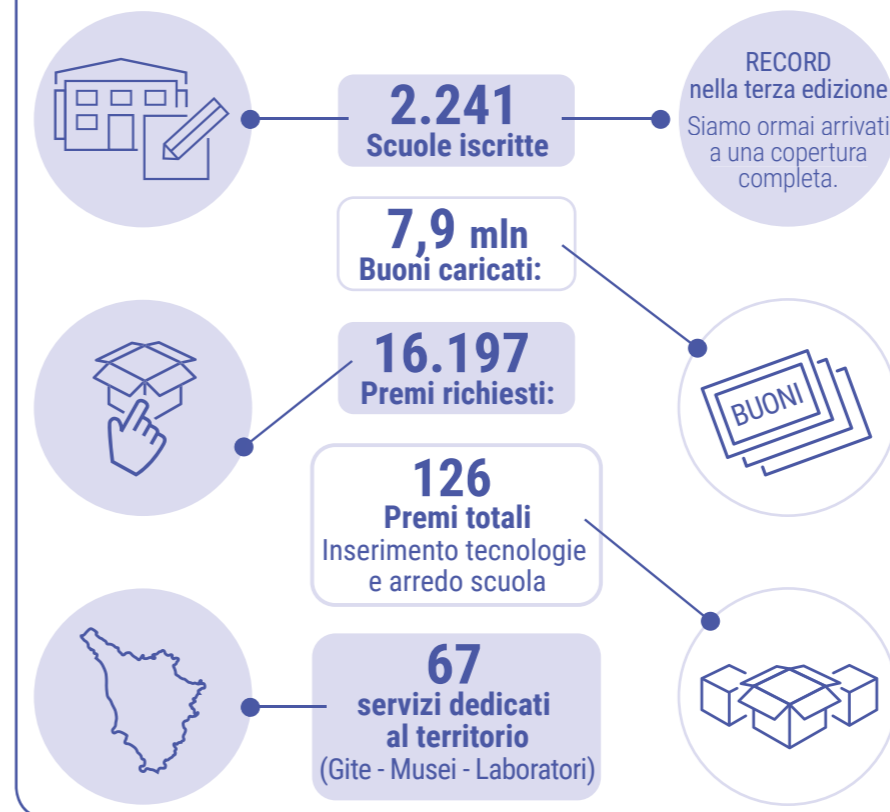 2.241
Scuole iscritte
RECORD
nella terza edizione
Siamo ormai arrivati
a una copertura
completa.
7,9 mln
Buoni caricati:
16.197
Premi richiesti:
BUONI
126
Premi totali
Inserimento tecnologie
e arredo scuola
67
servizi dedicati
al territorio
(Gite - Musei - Laboratori)